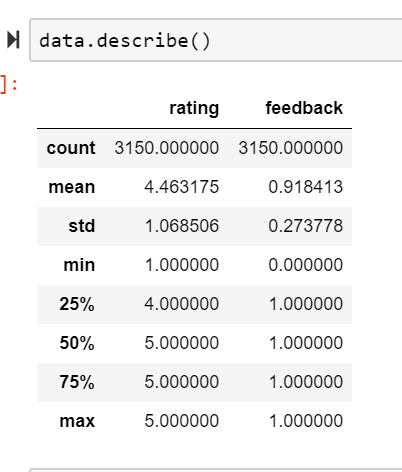 data.describe()
]:
rating feedback
count 3150.000000 3150.000000
mean 4.463175 0.918413
std 1.068506 0.273778
min 1.000000 0.000000
25% 4.000000 1.000000
50% 5.000000 1.000000
75% 5.000000 1.000000
max 5.000000 1.000000